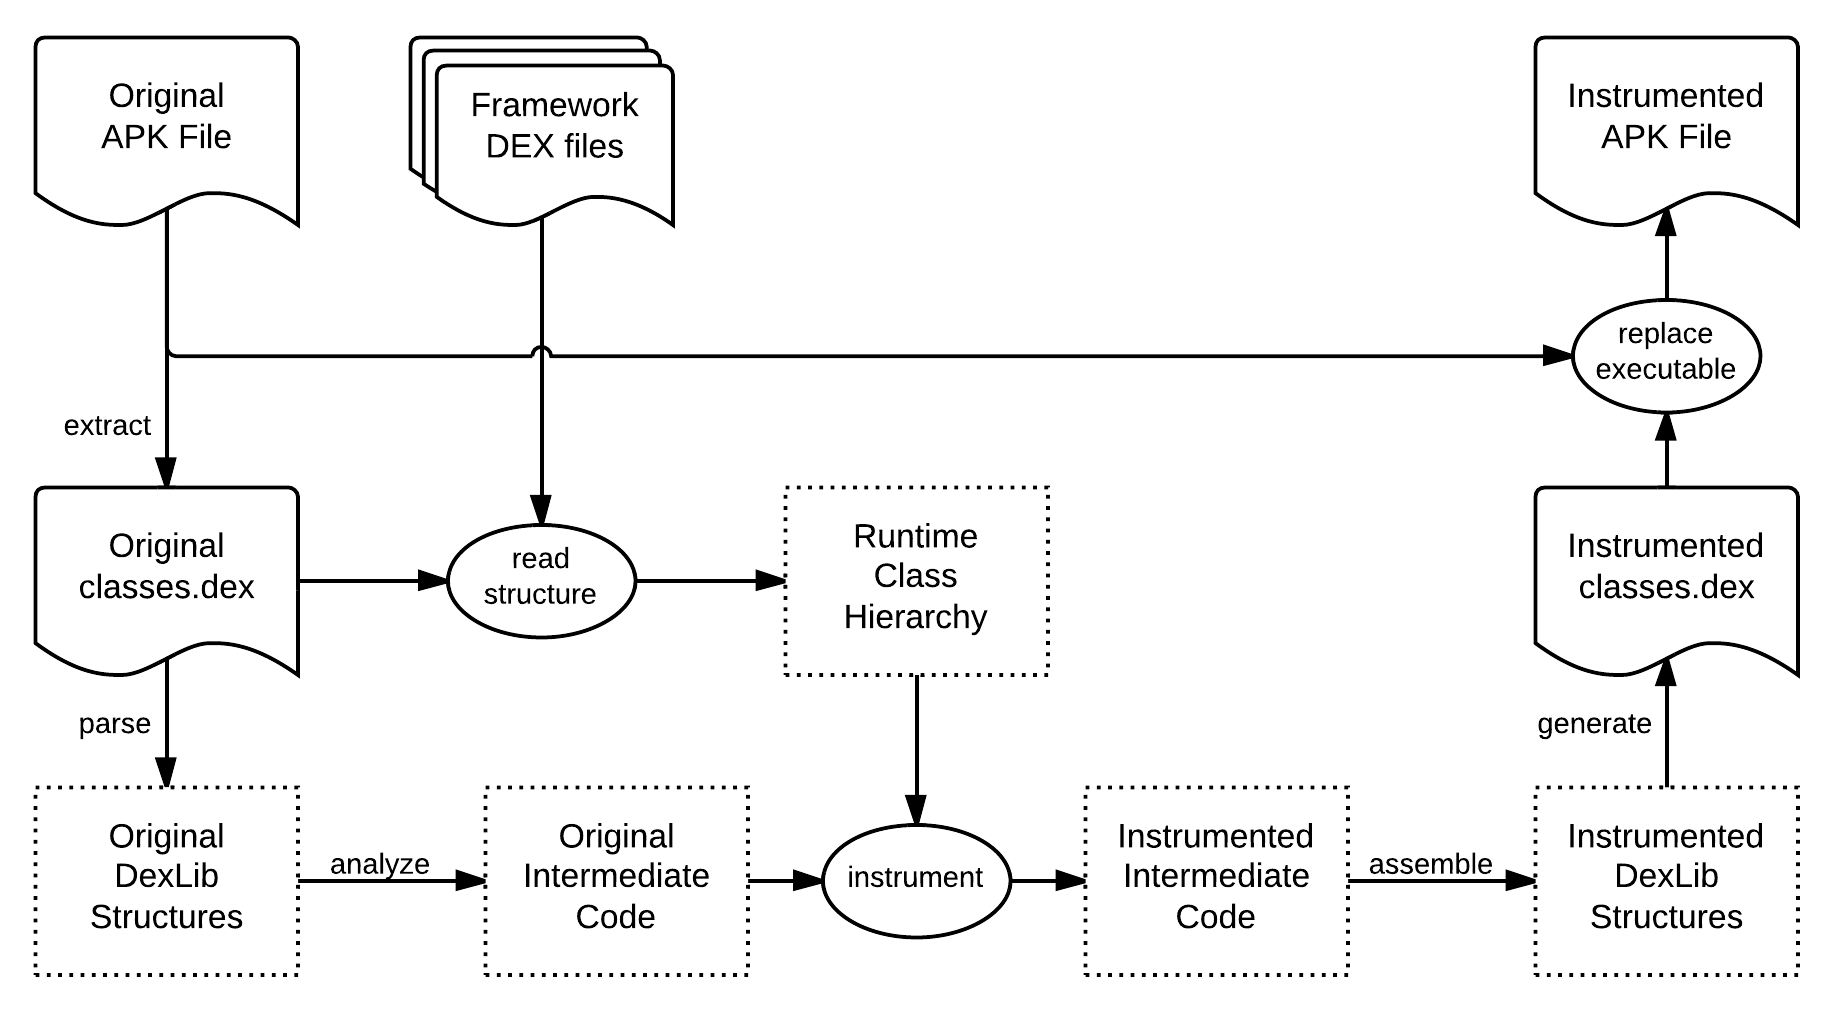 Original
APK File
Framework
DEX files
Instrumented
APK File
replace
executable
extract
Original
classes.dex
read
structure
Runtime
Class
Hierarchy
Instrumented
classes.dex
parse
generate
Original
DexLib
Structures
analyze
Original
Intermediate
Code
instrument
Instrumented
Intermediate
Code
assemble
Instrumented
DexLib
Structures